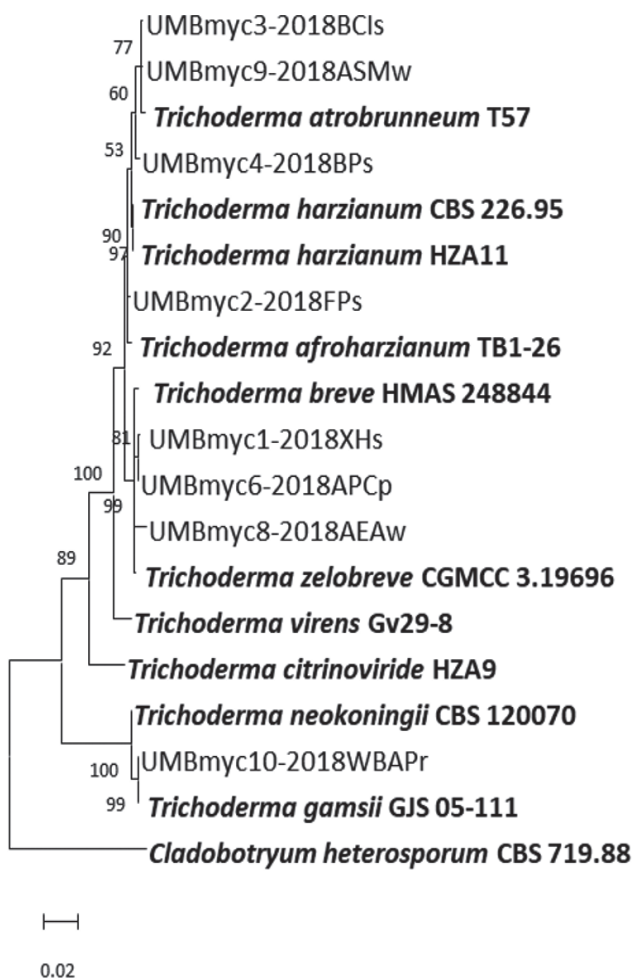 UMBmyc3-2018BCls
77
UMBmyc9-2018ASMw
60
Trichoderma atrobrunneum T57
53
UMBmyc4-2018BPs
Trichoderma harzianum CBS 226.95
90
97
Trichoderma harzianum HZA11
UMBmyc2-2018FPs
92
Trichoderma afroharzianum TB1-26
Trichoderma breve HMAS 248844
81
UMBmyc1-2018XHs
100
UMBmyc6-2018APCp
99
UMBmyc8-2018AEAw
89
Trichoderma zelobreve CGMCC 3.19696
Trichoderma virens Gv29-8
Trichoderma citrinoviride HZA9
Trichoderma neokoningii CBS 120070
UMBmyc10-2018WBAPr
100
99
Trichoderma gamsii GJS 05-111
Cladobotryum heterosporum CBS 719.88
0.02